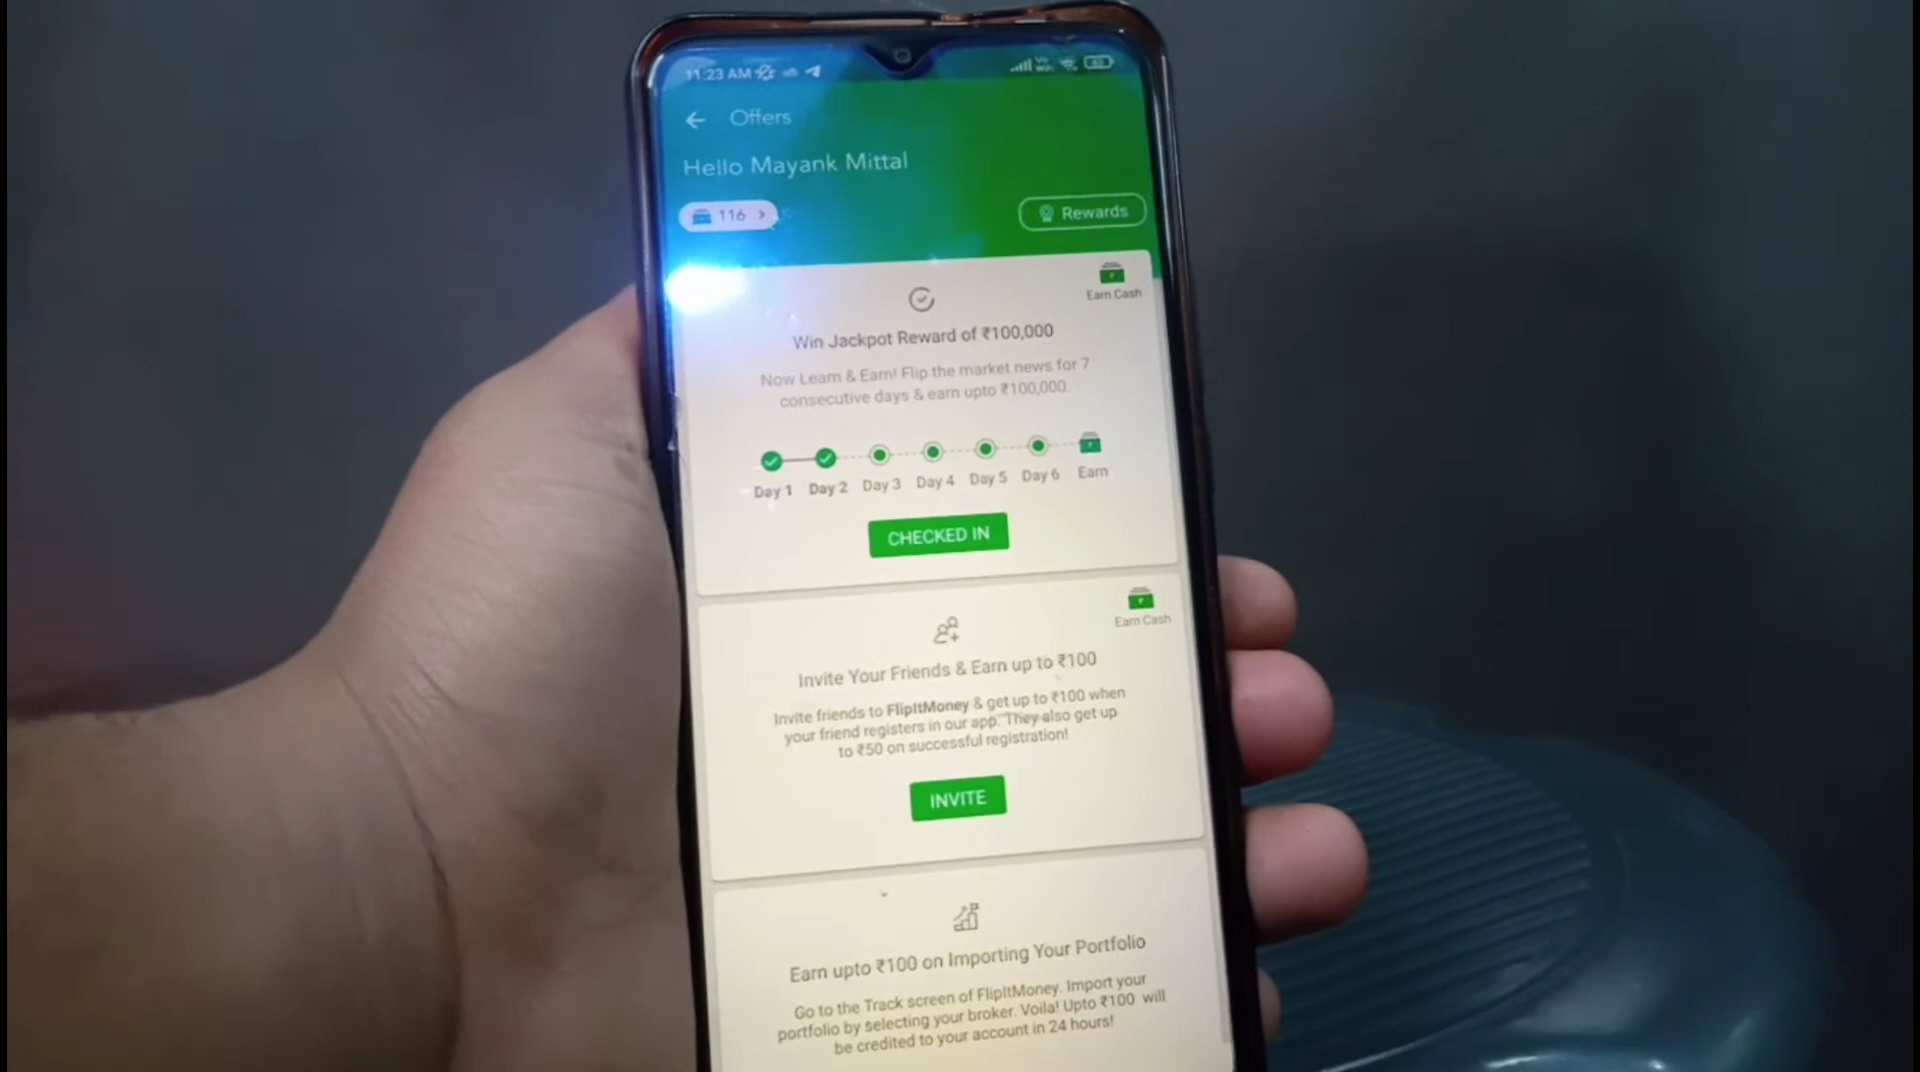 11:23 AM
Offers
Hello Mayank Mittal
116 >
Rewards
Earn Cash
Win Jackpot Reward of ₹100,000
Now Learn & Earn! Flip the market news for 7
consecutive days & earn upto ₹100,000.
Day 1 Day 2 Day 3 Day 4 Day 5 Day 6 Earn
CHECKED IN
Earn Cash
Invite Your Friends & Earn up to ₹100
Invite friends to FlipItMoney & get up to ₹100 when
your friend registers in our app. They also get up
to ₹50 on successful registration!
INVITE
Earn upto ₹100 on Importing Your Portfolio
Go to the Track screen of FlipItMoney. Import your
portfolio by selecting your broker. Voila! Upto ₹100 will
be credited to your account in 24 hours!